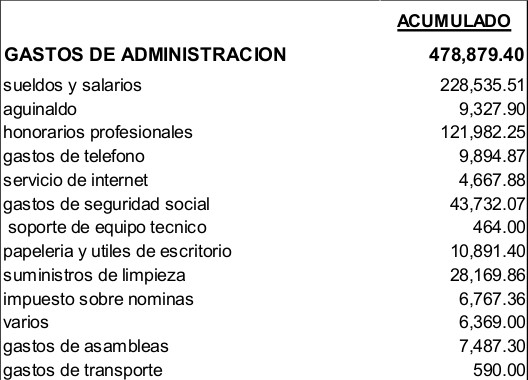 ACUMULADO
GASTOS DE ADMINISTRACION 478,879.40
sueldos y salarios 228,535.51
aguinaldo 9,327.90
honorarios profesionales 121,982.25
gastos de telefono 9,894.87
servicio de internet 4,667.88
gastos de seguridad social 43,732.07
soporte de equipo tecnico 464.00
papeleria y utiles de escritorio 10,891.40
suministros de limpieza 28,169.86
impuesto sobre nominas 6,767.36
varios 6,369.00
gastos de asambleas 7,487.30
gastos de transporte 590.00